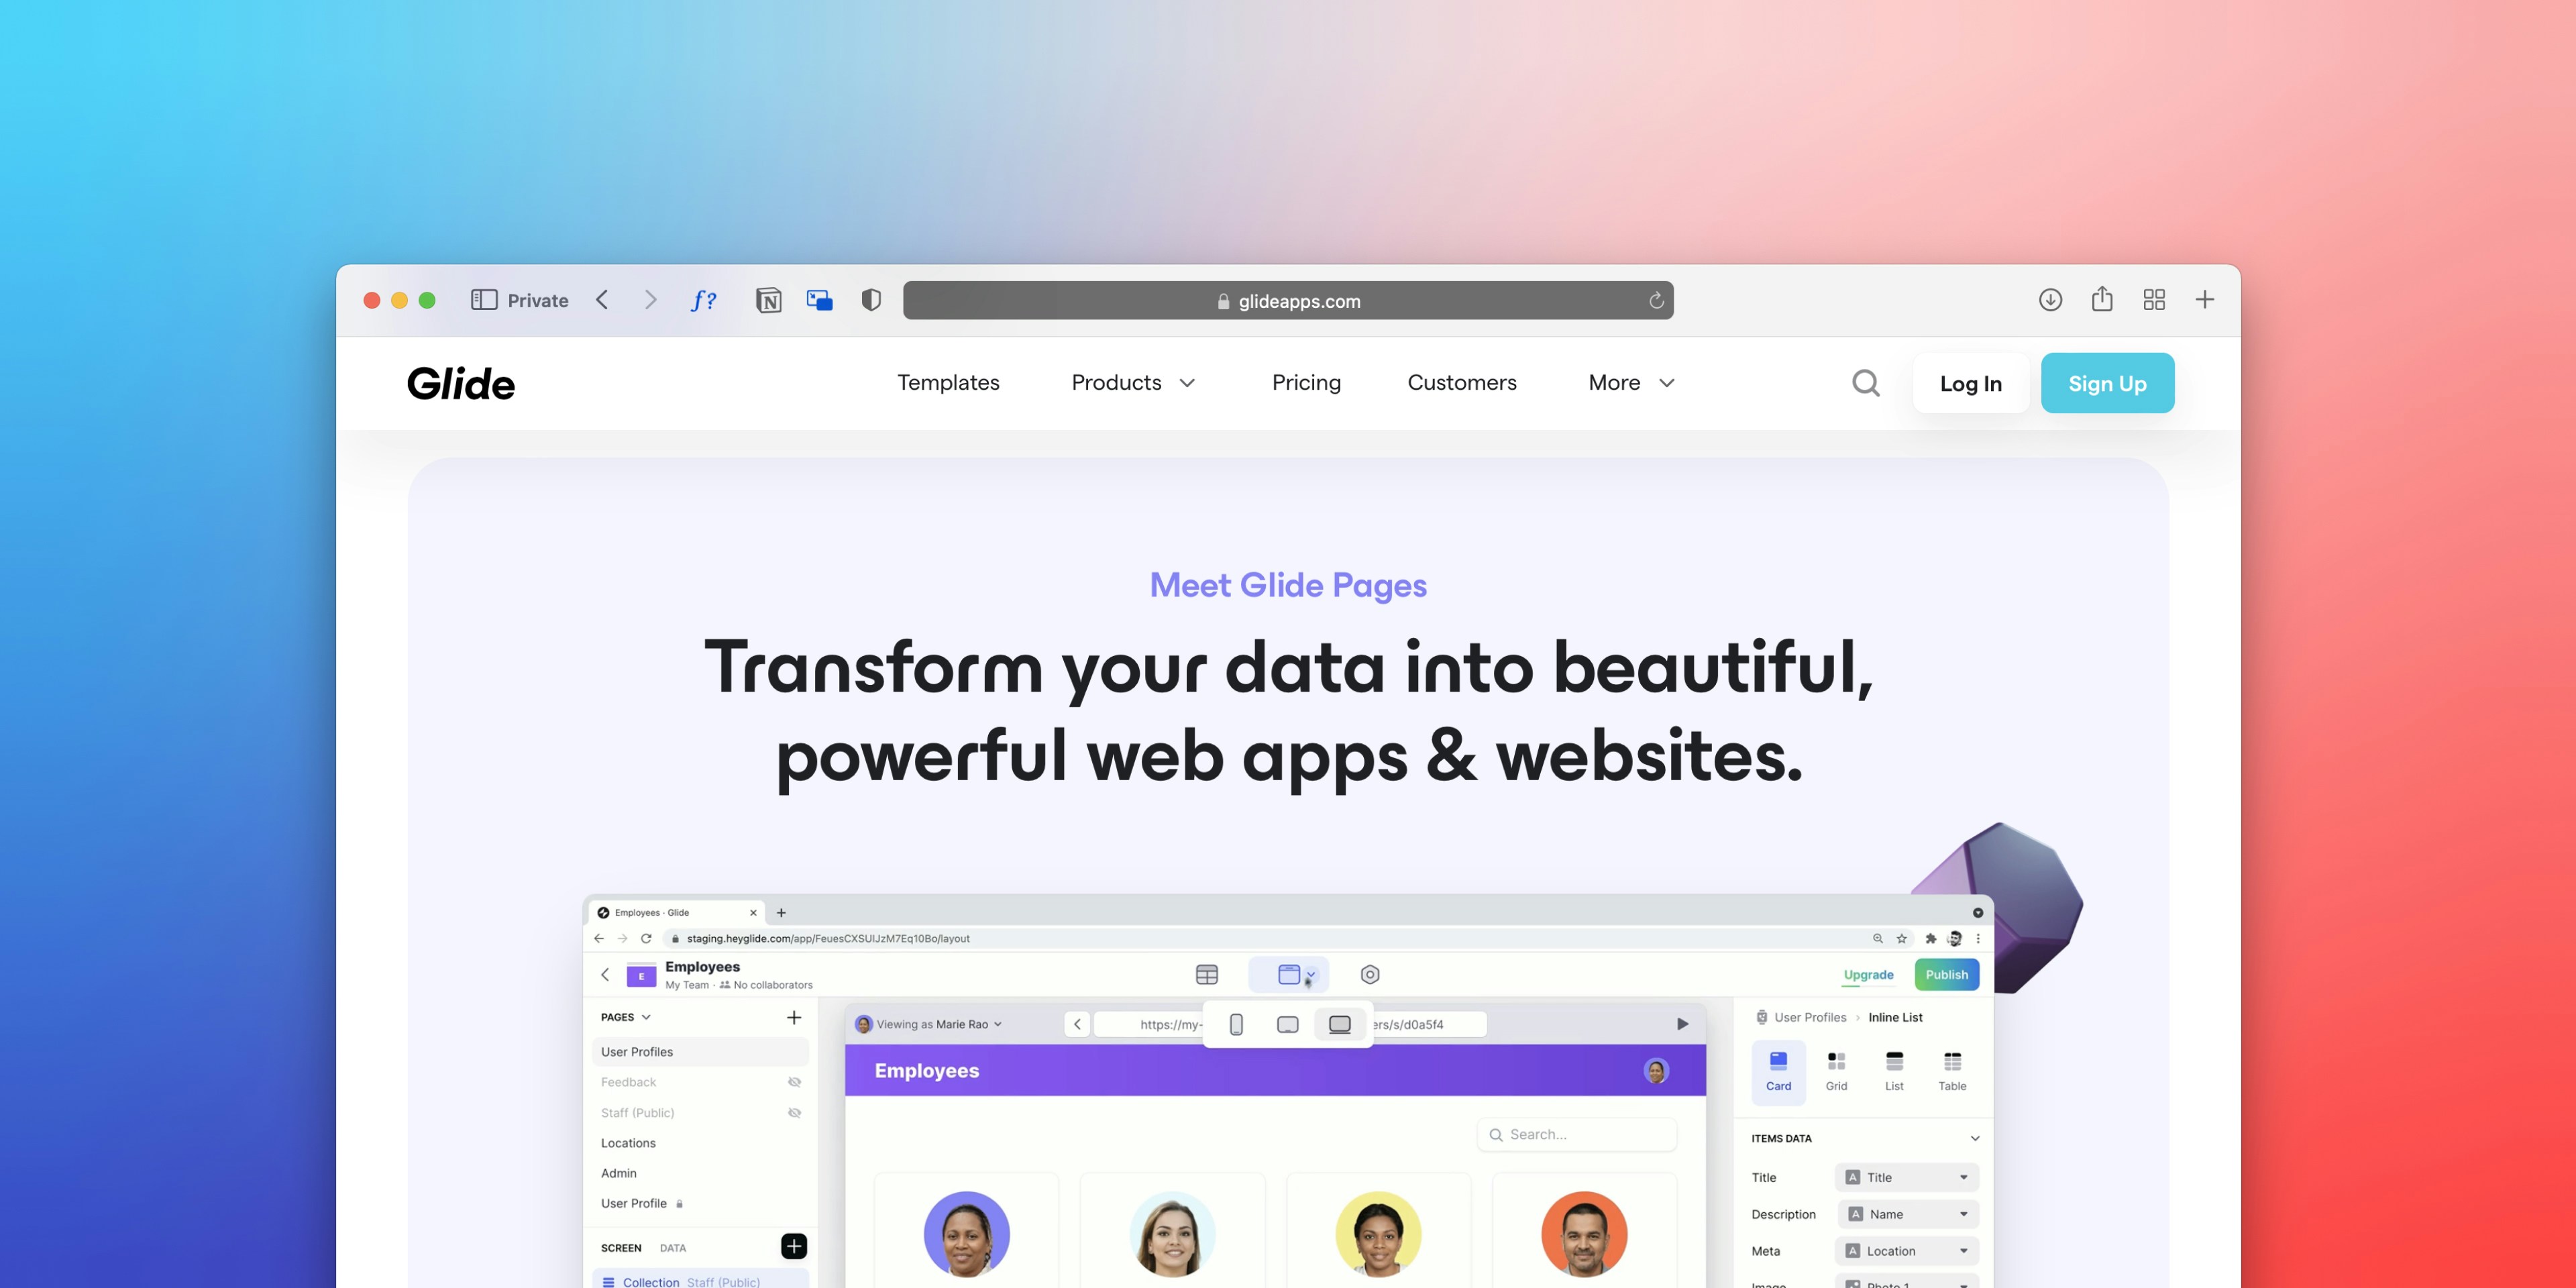 Private
f?
glideapps.com
Glide
Templates
Products
Pricing
Customers
More
Log In
Sign Up
Meet Glide Pages
Transform your data into beautiful,
powerful web apps & websites.
Employees · Glide
staging.heyglide.com/app/FeuesCXSUIJzM7Eq10Bo/layout
E
Employees
My Team · No collaborators
Upgrade
Publish
PAGES
User Profiles
Feedback
Staff (Public)
Locations
Admin
User Profile
SCREEN DATA
Collection Staff (Public)
Viewing as Marie Rao
https://my-
ers/s/d0a5f4
Employees
Search...
User Profiles › Inline List
Card
Grid
List
Table
ITEMS DATA
Title
A Title
Description
A Name
Meta
A Location
Image
Photo 1